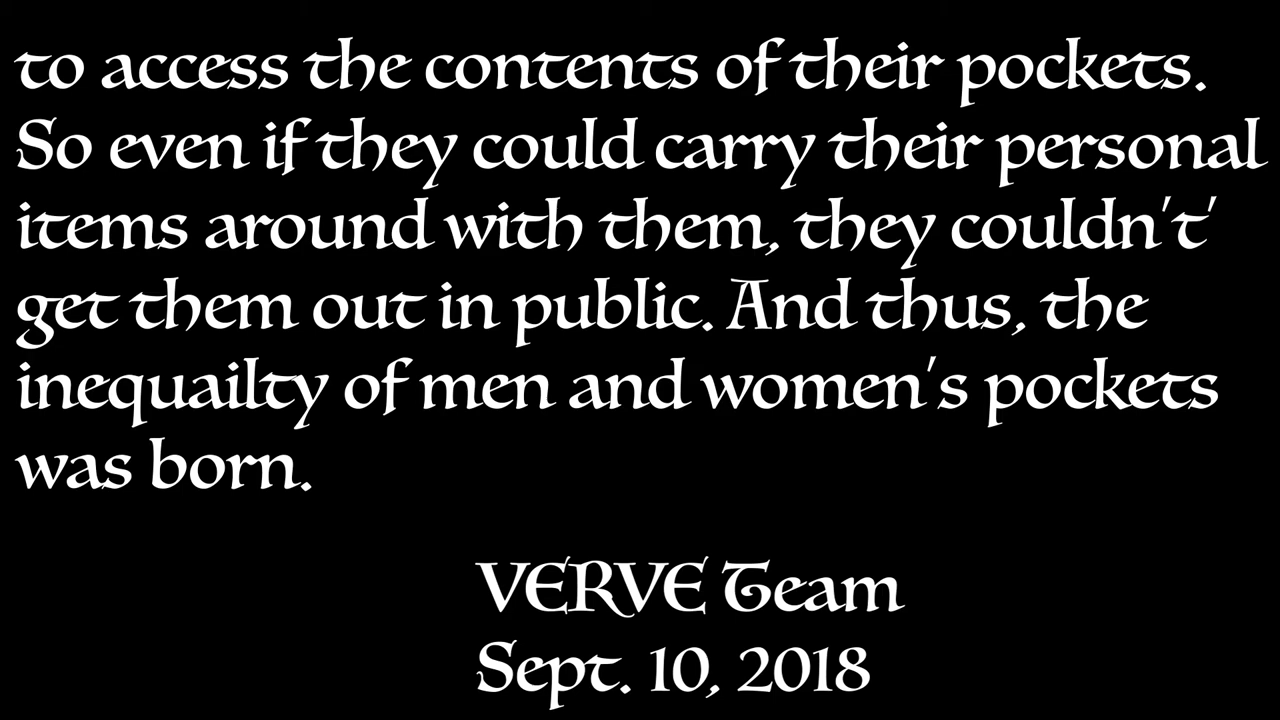 to access the contents of their pockets.
So even if they could carry their personal
items around with them, they couldn't'
get them out in public. And thus, the
inequailty of men and women's pockets
was born.
VERVE Team
Sept. 10, 2018